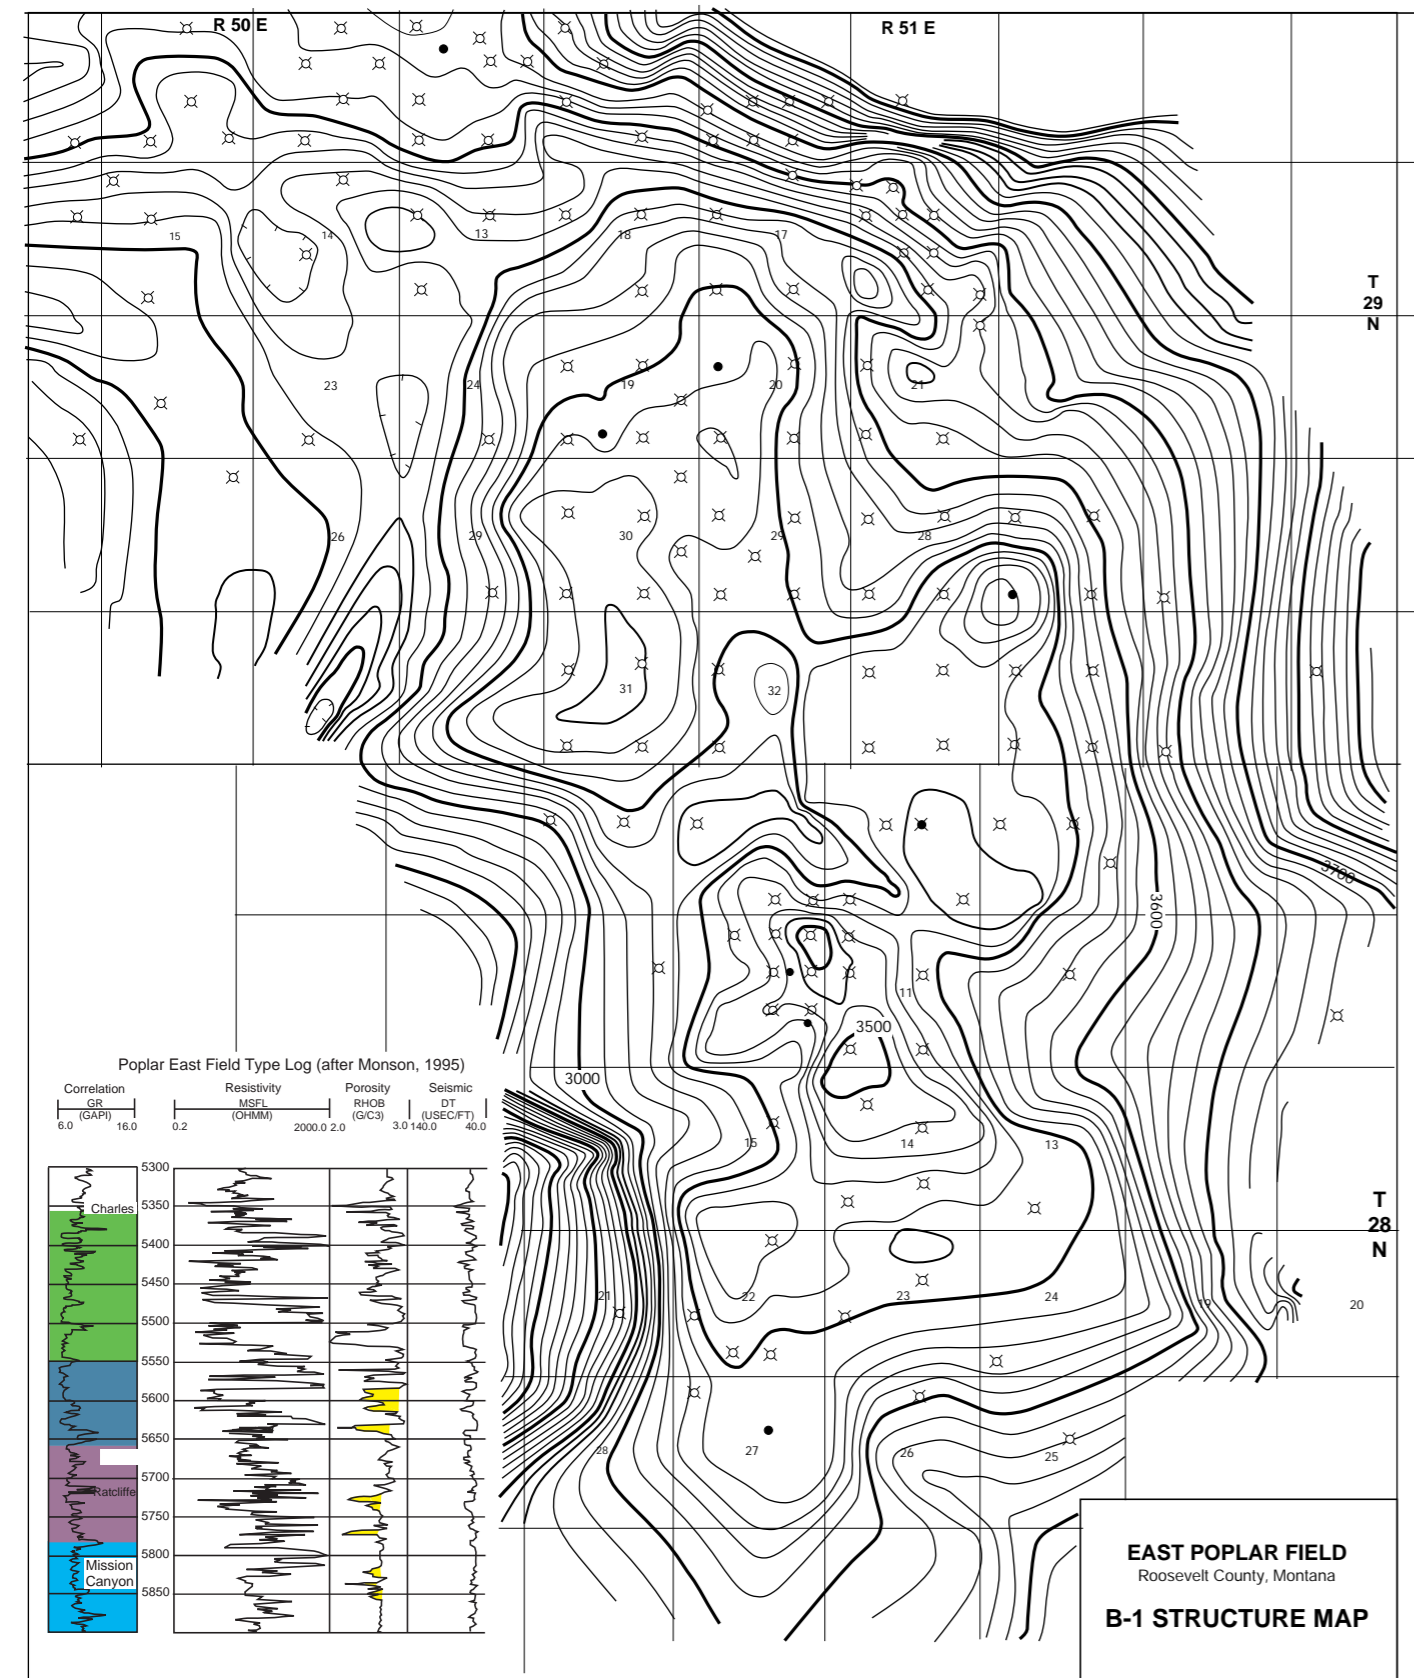 R 50 E
R 51 E
15
14
13
18
17
T
29
N
23
24
19
20
21
26
29
30
29
28
31
32
3700
3600
11
3500
3000
15
14
13
T
28
N
21
22
23
24
19
20
28
27
26
25
Poplar East Field Type Log (after Monson, 1995)
Correlation Resistivity Porosity Seismic
GR MSFL RHOB DT
(GAPI) (OHMM) (G/C3) (USEC/FT)
6.0 16.0 0.2 2000.0 2.0 3.0 140.0 40.0
5300
Charles 5350
5400
5450
5500
5550
5600
5650
5700
Ratcliffe
5750
5800
Mission
Canyon
5850
EAST POPLAR FIELD
Roosevelt County, Montana
B-1 STRUCTURE MAP